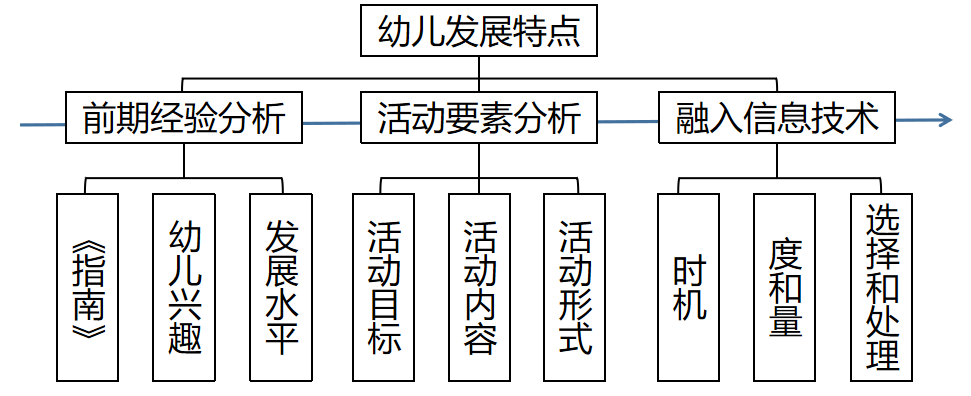 幼儿发展特点
前期经验分析
活动要素分析
融入信息技术
《指南》
幼儿兴趣
发展水平
活动目标
活动内容
活动形式
时机
度和量
选择和处理